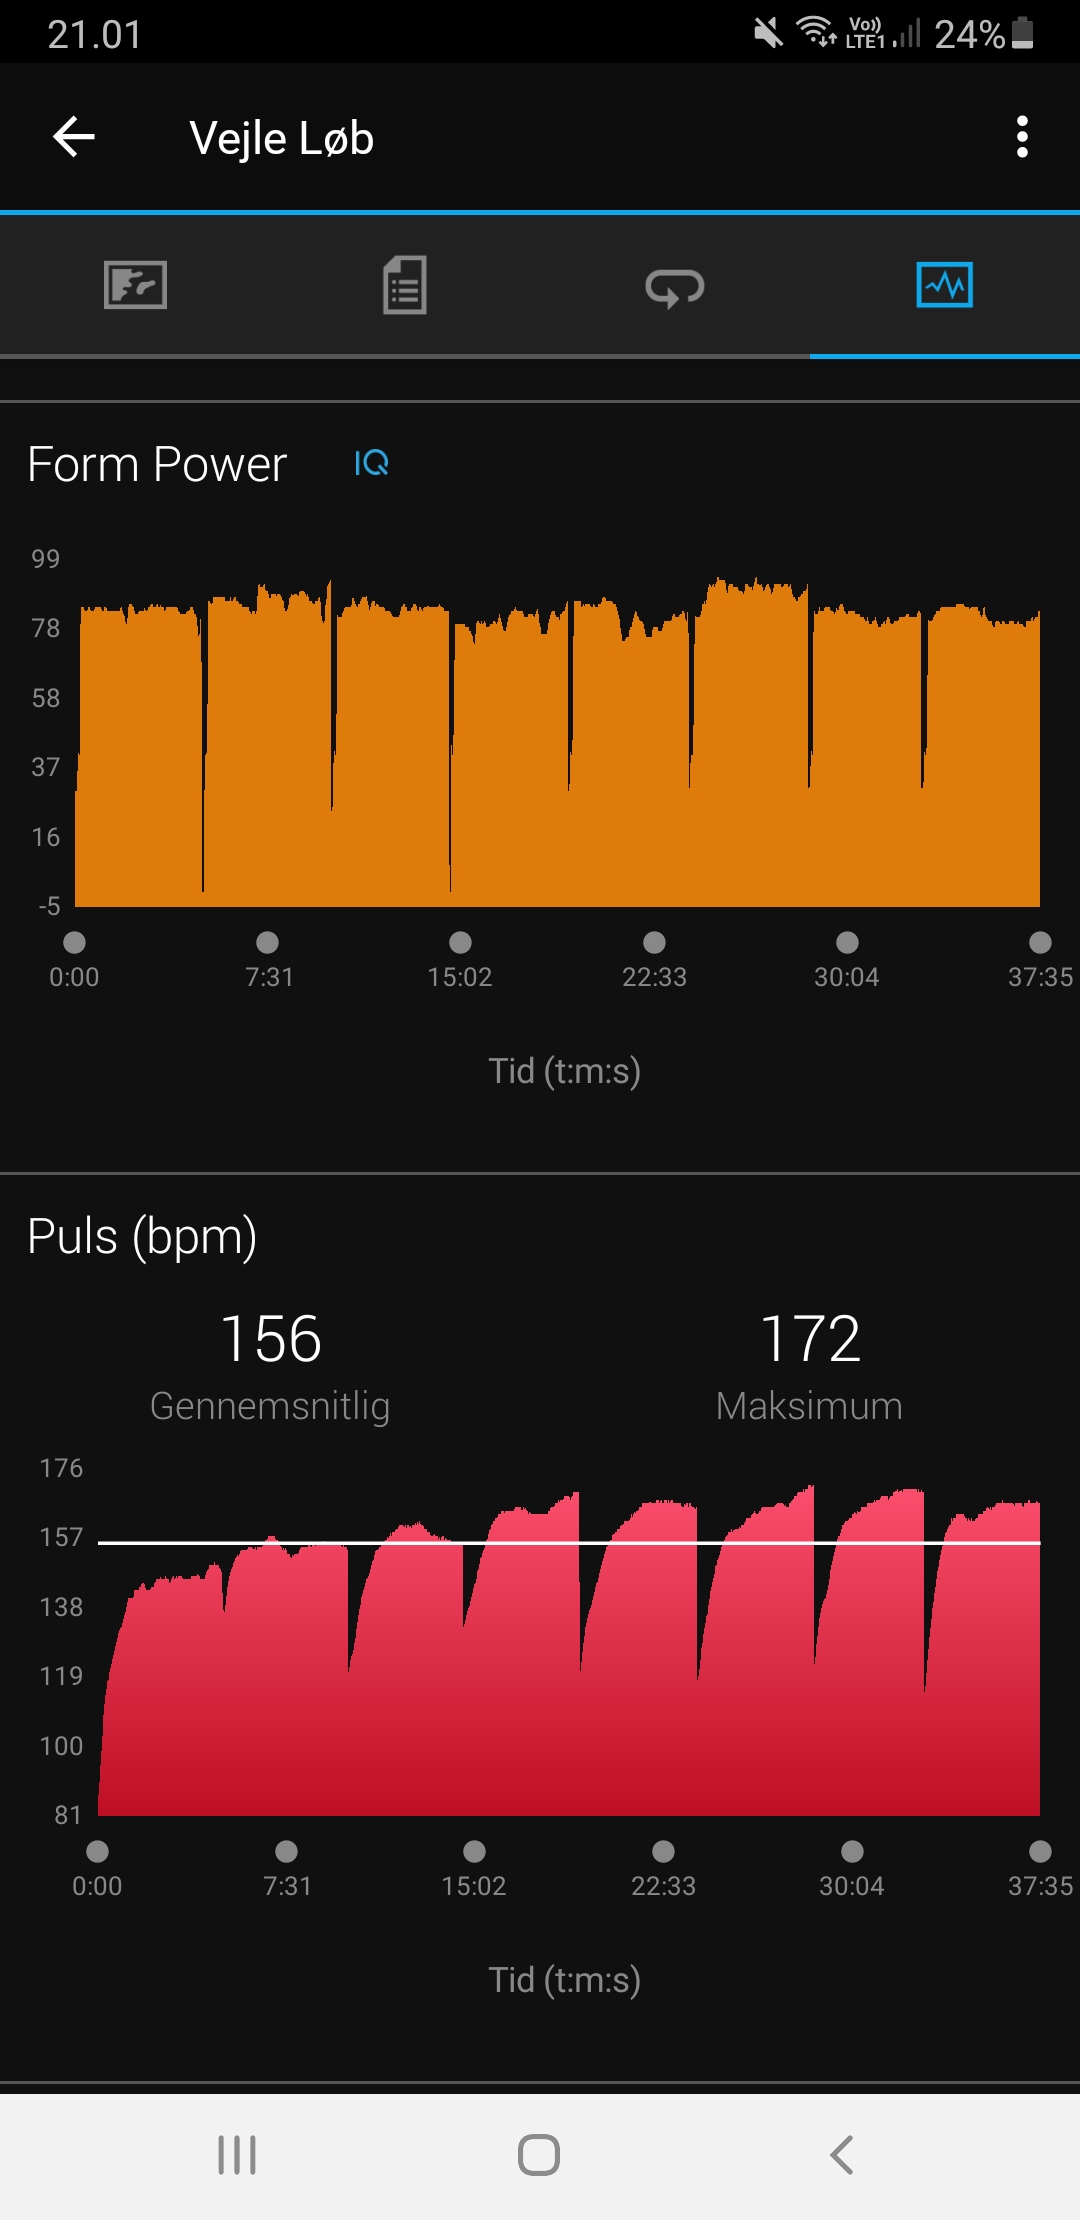 21.01 Vo)) LTE1 24%
Vejle Løb
Form Power IQ
99
78
58
37
16
-5
0:00 7:31 15:02 22:33 30:04 37:35
Tid (t:m:s)
Puls (bpm)
156 172
Gennemsnitlig Maksimum
176
157
138
119
100
81
0:00 7:31 15:02 22:33 30:04 37:35
Tid (t:m:s)